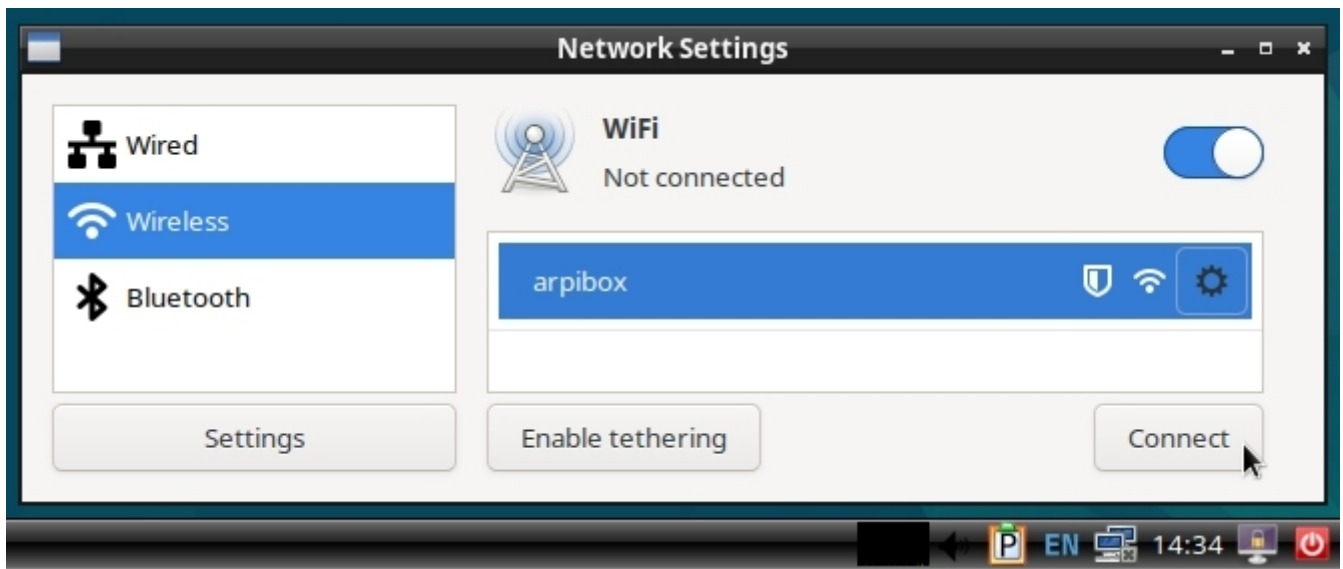 Network Settings
Wired
Wireless
Bluetooth
Settings
WiFi
Not connected
arpibox
Enable tethering
Connect
P
EN
14:34